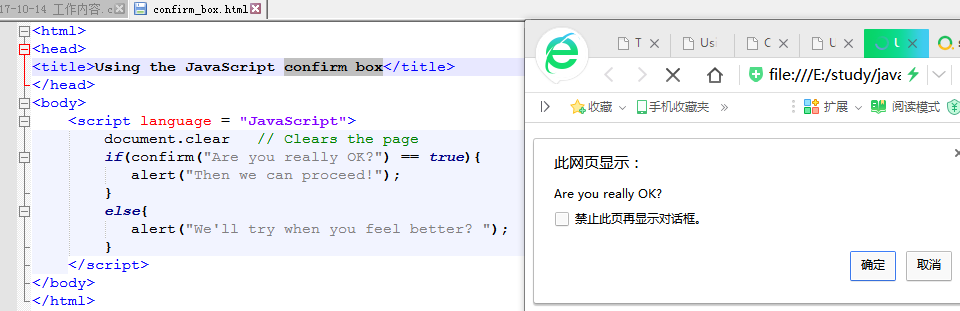 17-10-14 工作内容.c
confirm_box.html
<html>
<head>
<title>Using the JavaScript confirm box</title>
</head>
<body>
<script language = "JavaScript">
document.clear // Clears the page
if(confirm("Are you really OK?") == true){
alert("Then we can proceed!");
}
else{
alert("We'll try when you feel better? ");
}
</script>
</body>
</html>
T
Usi
C
U
U
s
file:///E:/study/java
收藏
手机收藏夹
»
扩展
阅读模式
此网页显示：
Are you really OK?
禁止此页再显示对话框。
确定
取消